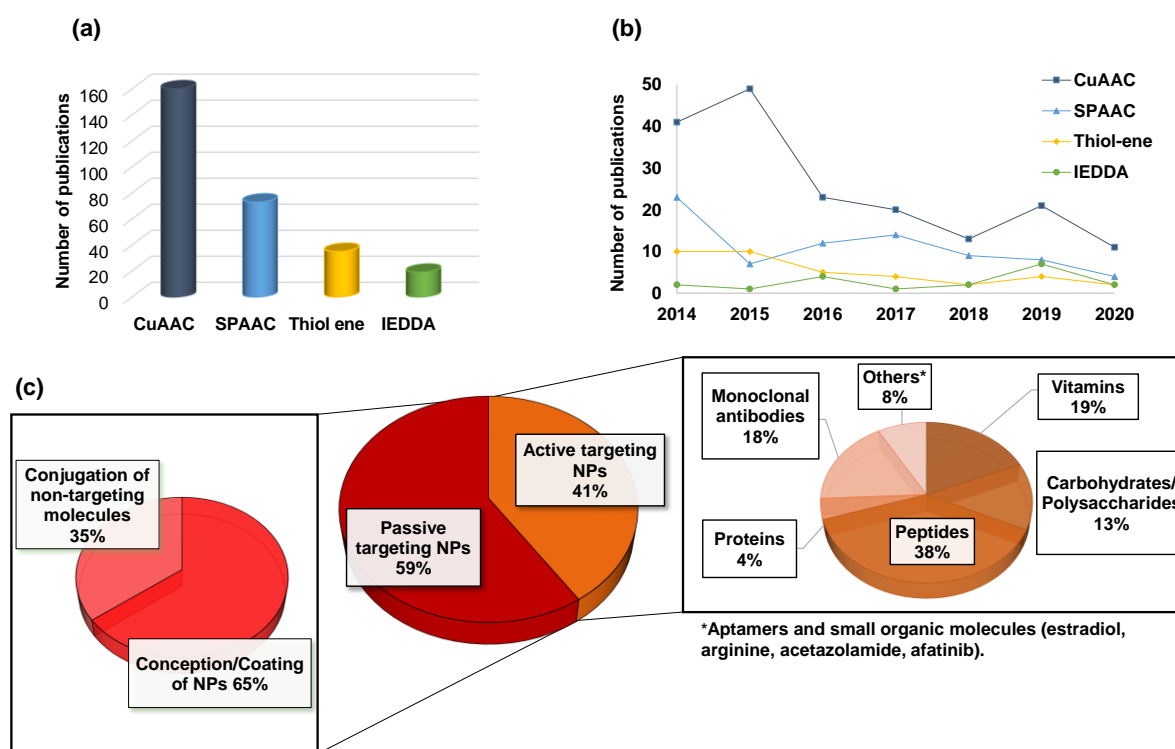 (a)
Number of publications
160
140
120
100
80
60
40
20
0
CuAAC SPAAC Thiol ene IEDDA
(b)
Number of publications
50
40
30
20
10
0
2014 2015 2016 2017 2018 2019 2020
CuAAC
SPAAC
Thiol-ene
IEDDA
(c)
Conjugation of
non-targeting
molecules
35%
Conception/Coating
of NPs 65%
Passive
targeting NPs
59%
Active targeting
NPs
41%
Others*
8%
Vitamins
19%
Monoclonal
antibodies
18%
Carbohydrates/
Polysaccharides
13%
Proteins
4%
Peptides
38%
*Aptamers and small organic molecules (estradiol,
arginine, acetazolamide, afatinib).